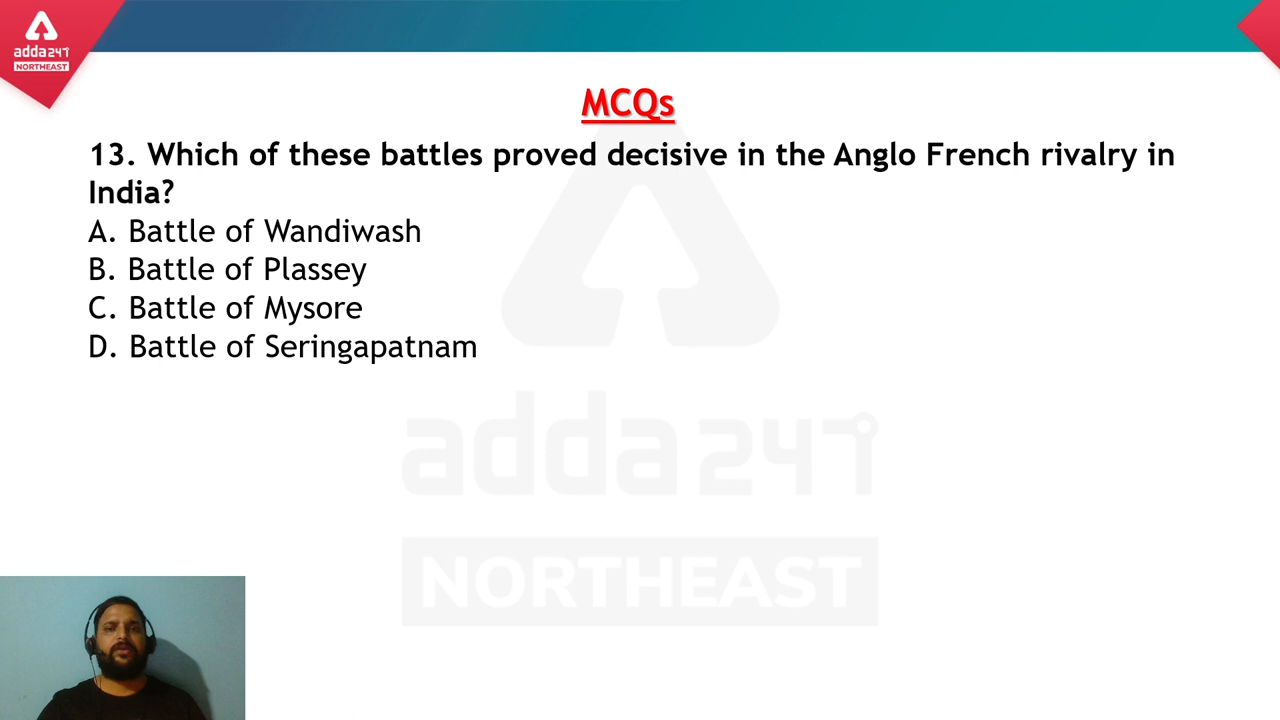 adda247
NORTHEAST
MCQs
13. Which of these battles proved decisive in the Anglo French rivalry in
India?
A. Battle of Wandiwash
B. Battle of Plassey
C. Battle of Mysore
D. Battle of Seringapatnam
adda247
NORTHEAST